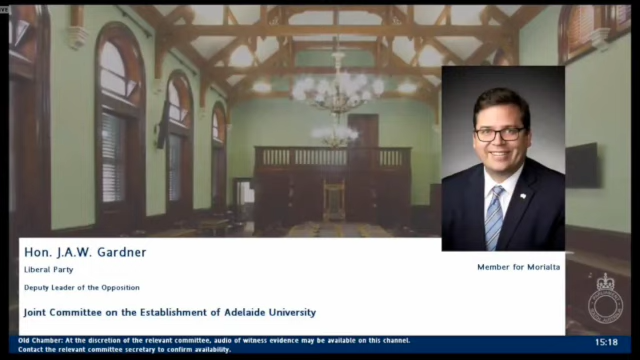 Hon. J.A.W. Gardner
Liberal Party
Member for Morialta
Deputy Leader of the Opposition
Joint Committee on the Establishment of Adelaide University
Old Chamber: At the discretion of the relevant committee, audio of witness evidence may be available on this channel.
Contact the relevant committee secretary to confirm availability.
15:18